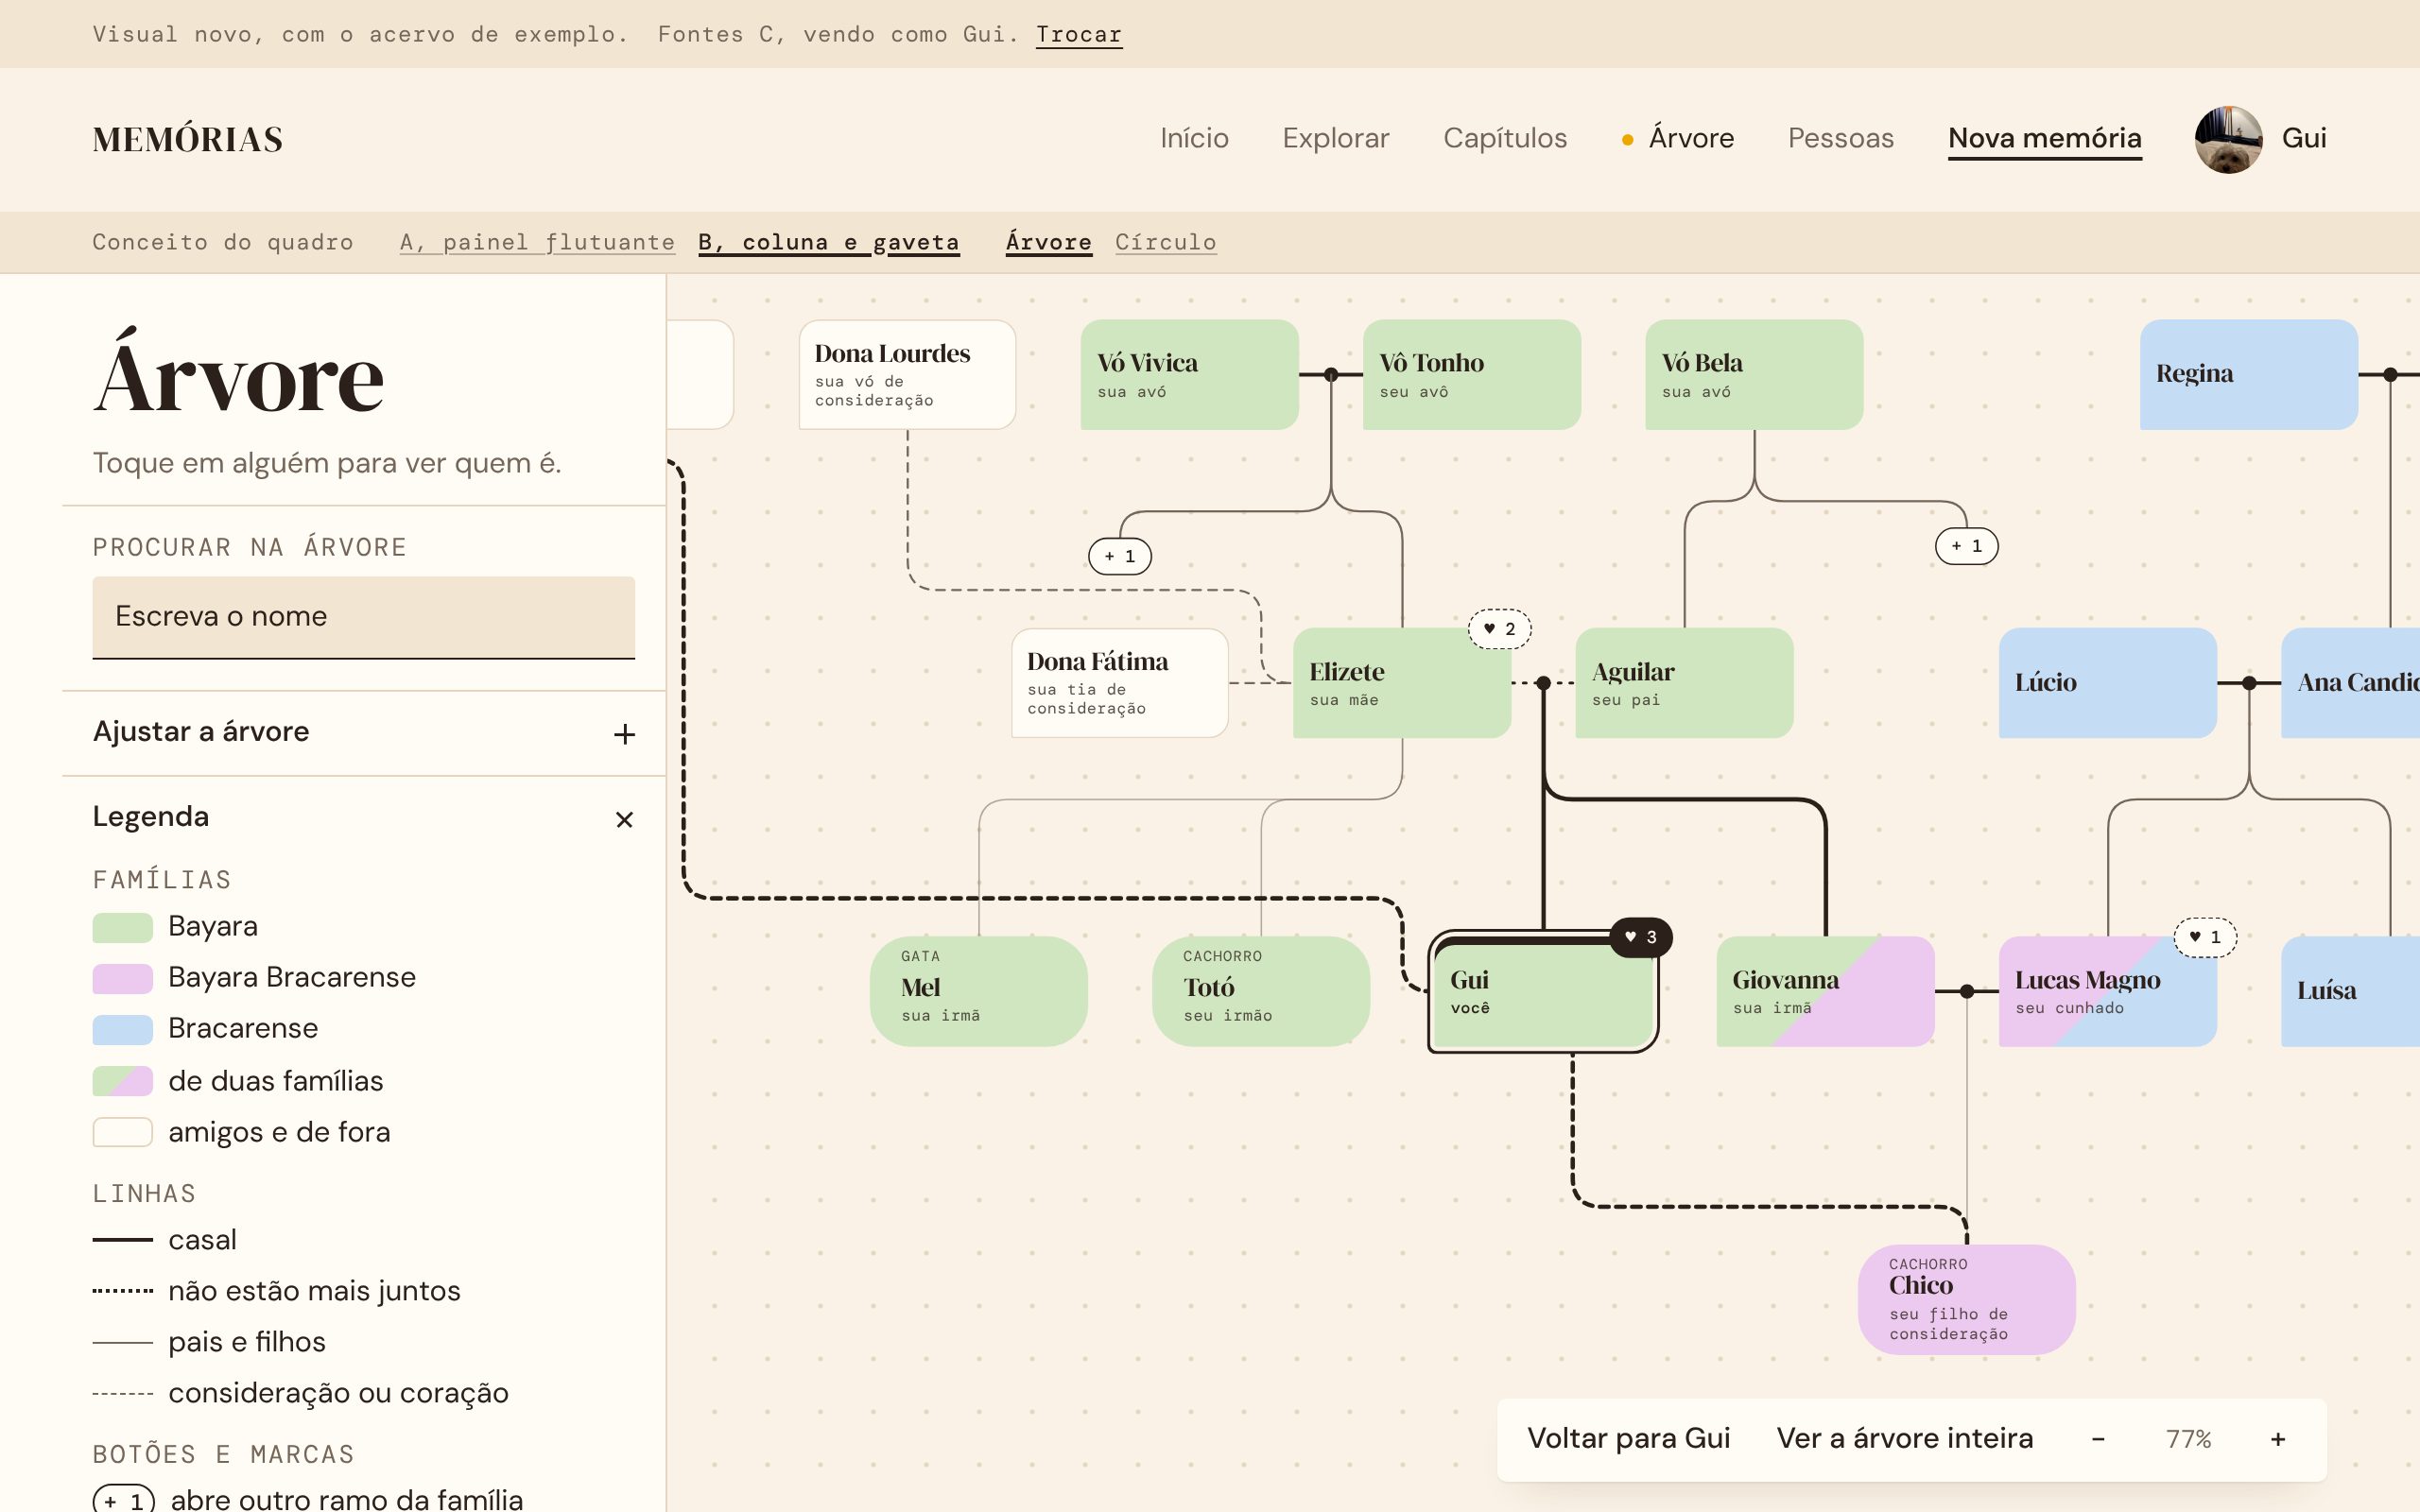 Visual novo, com o acervo de exemplo. Fontes C, vendo como Gui. Trocar
MEMÓRIAS
Início
Explorar
Capítulos
Árvore
Pessoas
Nova memória
Gui
Conceito do quadro
A, painel flutuante
B, coluna e gaveta
Árvore
Círculo
Árvore
Toque em alguém para ver quem é.
PROCURAR NA ÁRVORE
Escreva o nome
Ajustar a árvore +
Legenda ×
FAMÍLIAS
Bayara
Bayara Bracarense
Bracarense
de duas famílias
amigos e de fora
LINHAS
casal
não estão mais juntos
pais e filhos
consideração ou coração
BOTÕES E MARCAS
+ 1 abre outro ramo da família
Dona Lourdes
sua vó de
consideração
Vó Vivica
sua avó
Vô Tonho
seu avô
Vó Bela
sua avó
Regina
+ 1
+ 1
Dona Fátima
sua tia de
consideração
Elizete
sua mãe
♥ 2
Aguilar
seu pai
Lúcio
GATA
Mel
sua irmã
CACHORRO
Totó
seu irmão
Gui
você
♥ 3
Giovanna
sua irmã
Lucas Magno
seu cunhado
♥ 1
Luísa
Ana Candic
CACHORRO
Chico
seu filho de
consideração
Voltar para Gui
Ver a árvore inteira
− 77% +